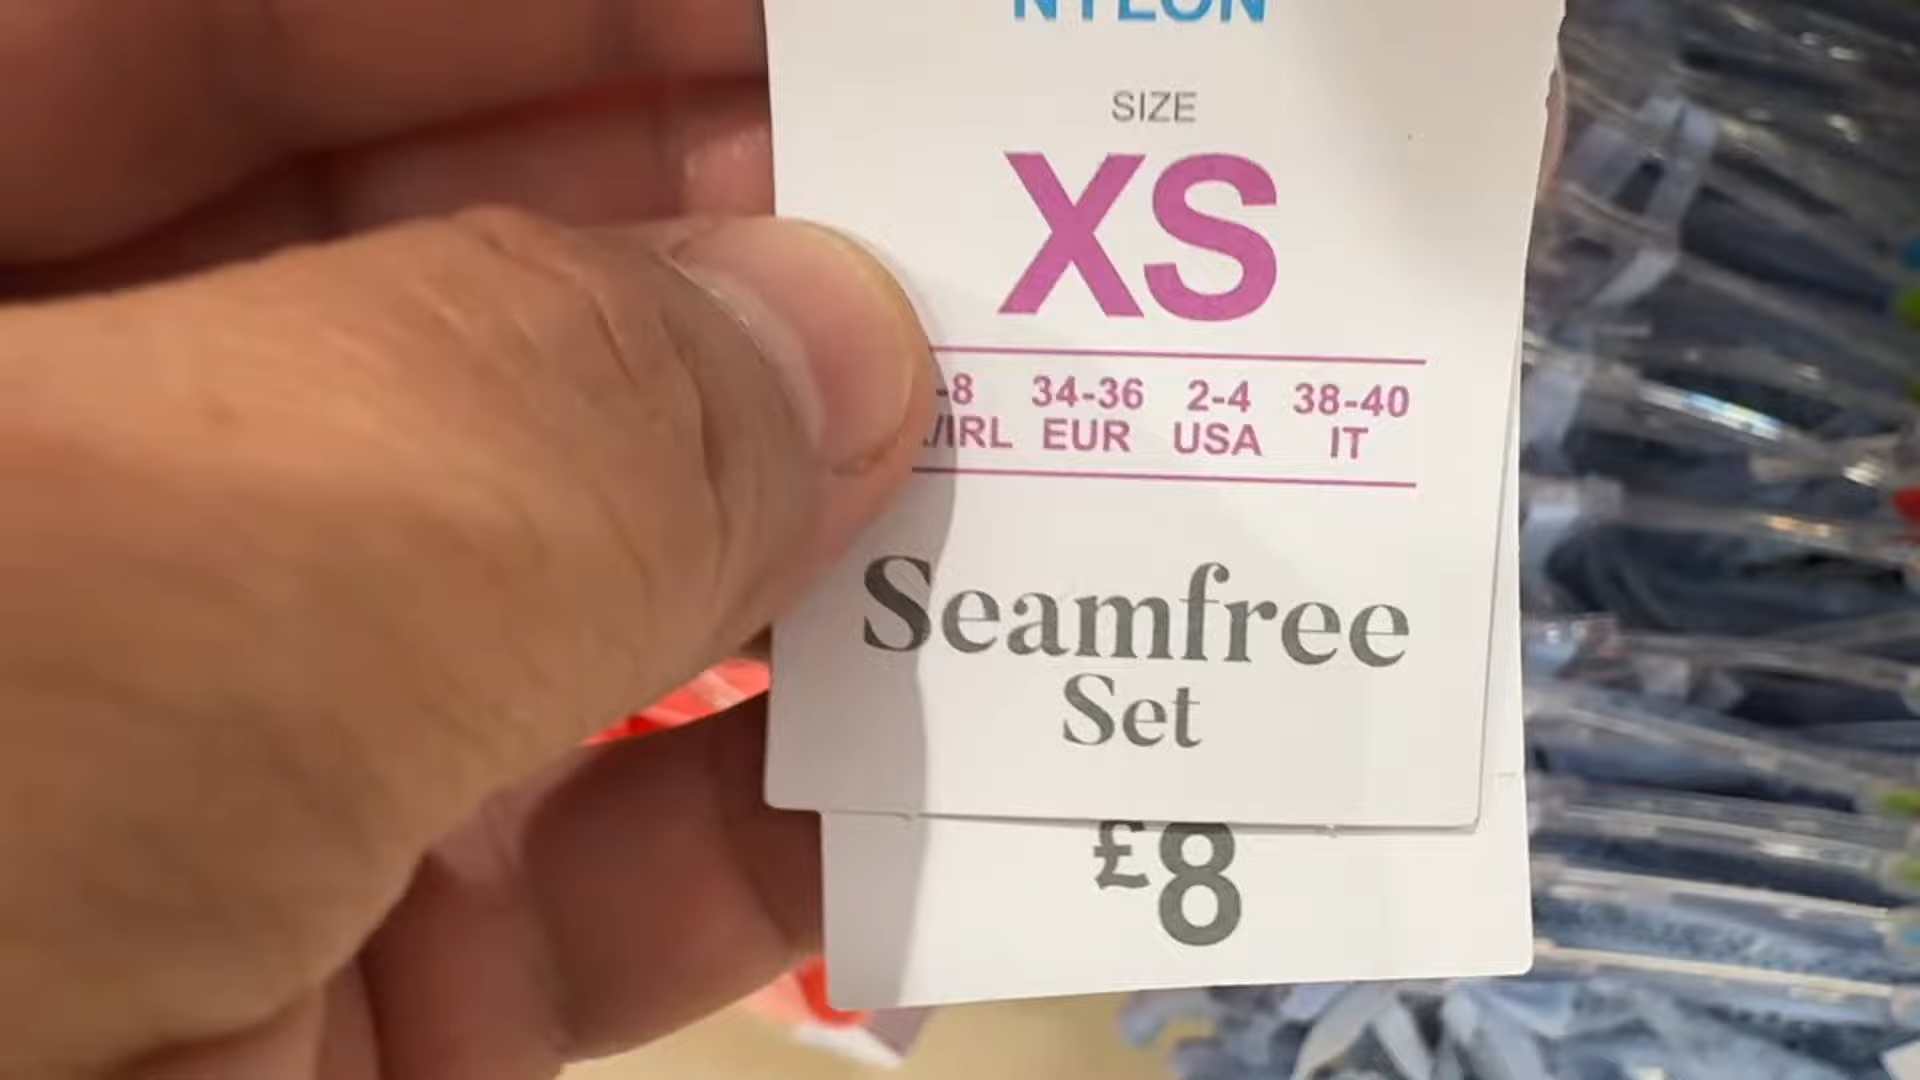 NYLON
SIZE
XS
-8 34-36 2-4 38-40
/IRL EUR USA IT
Seamfree
Set
£8